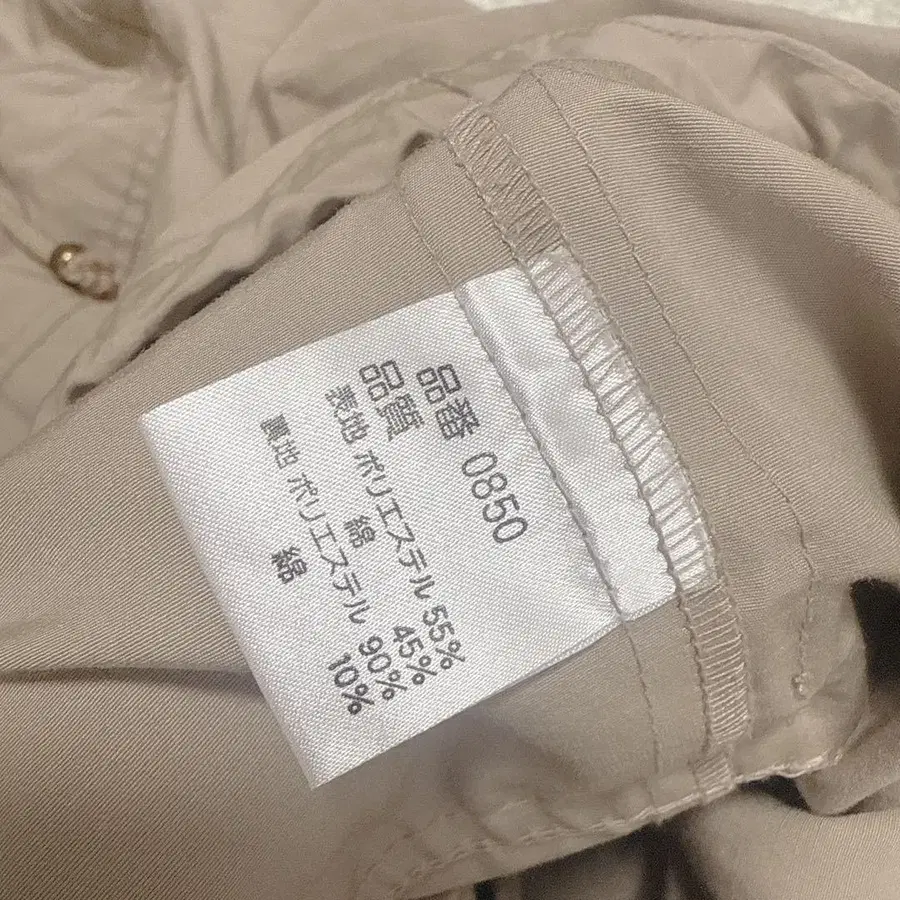 品番 0850
品質
表地 ポリエステル 55%
綿 45%
裏地 ポリエステル 90%
綿 10%